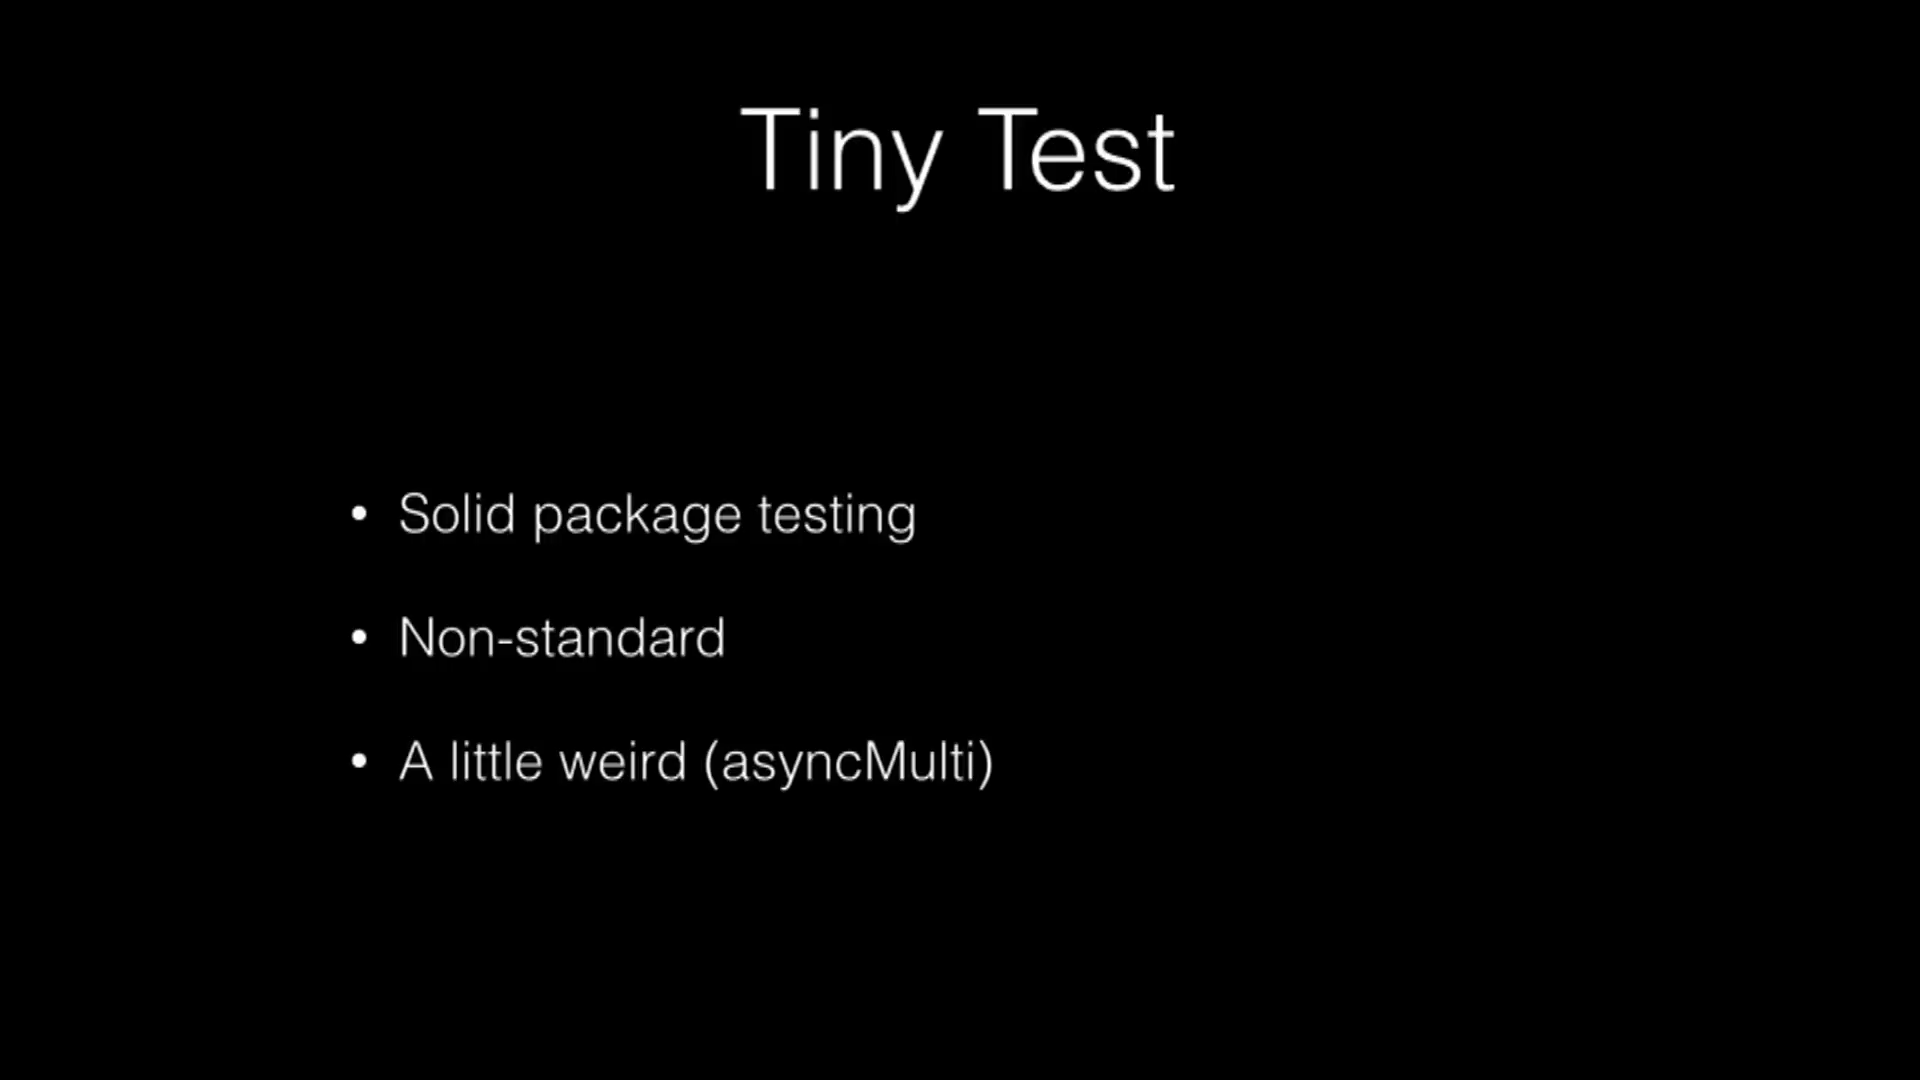 Tiny Test
• Solid package testing
• Non-standard
• A little weird (asyncMulti)